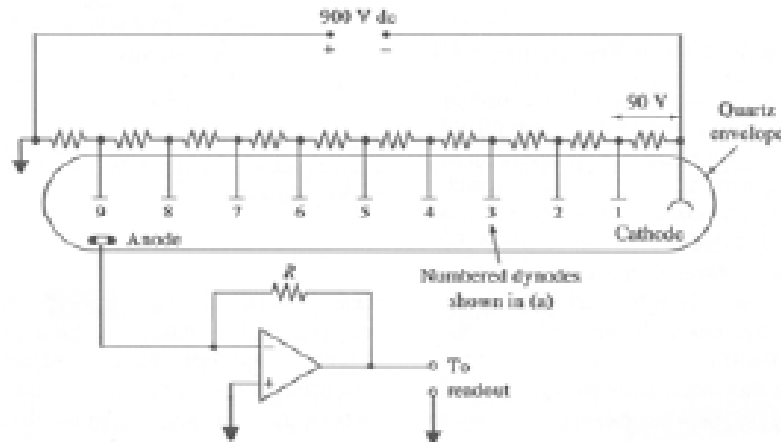 900 V dc
+ −
90 V
Quartz
envelope
9 8 7 6 5 4 3 2 1
Anode
Cathode
Numbered dynodes
shown in (a)
R
−
+
To
readout